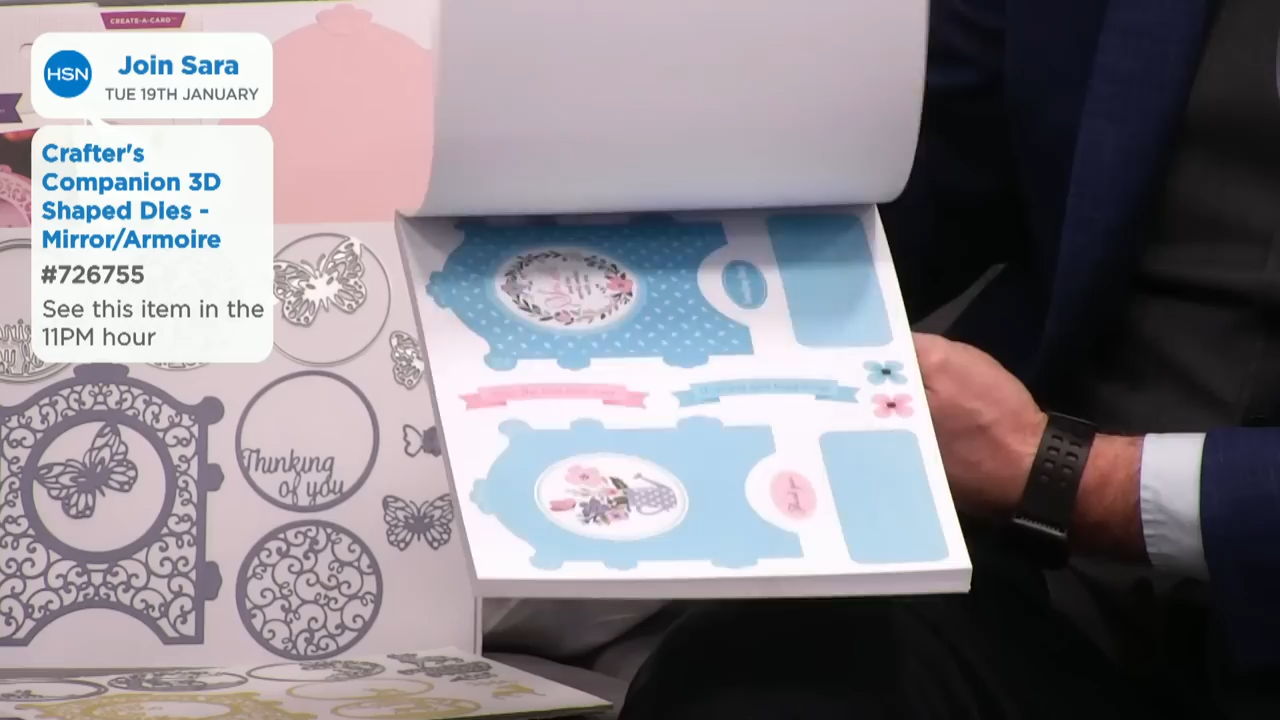 CREATE-A-CARD™
HSN
Join Sara
TUE 19TH JANUARY
Crafter's
Companion 3D
Shaped DIes -
Mirror/Armoire
#726755
See this item in the
11PM hour
Thinking
of you